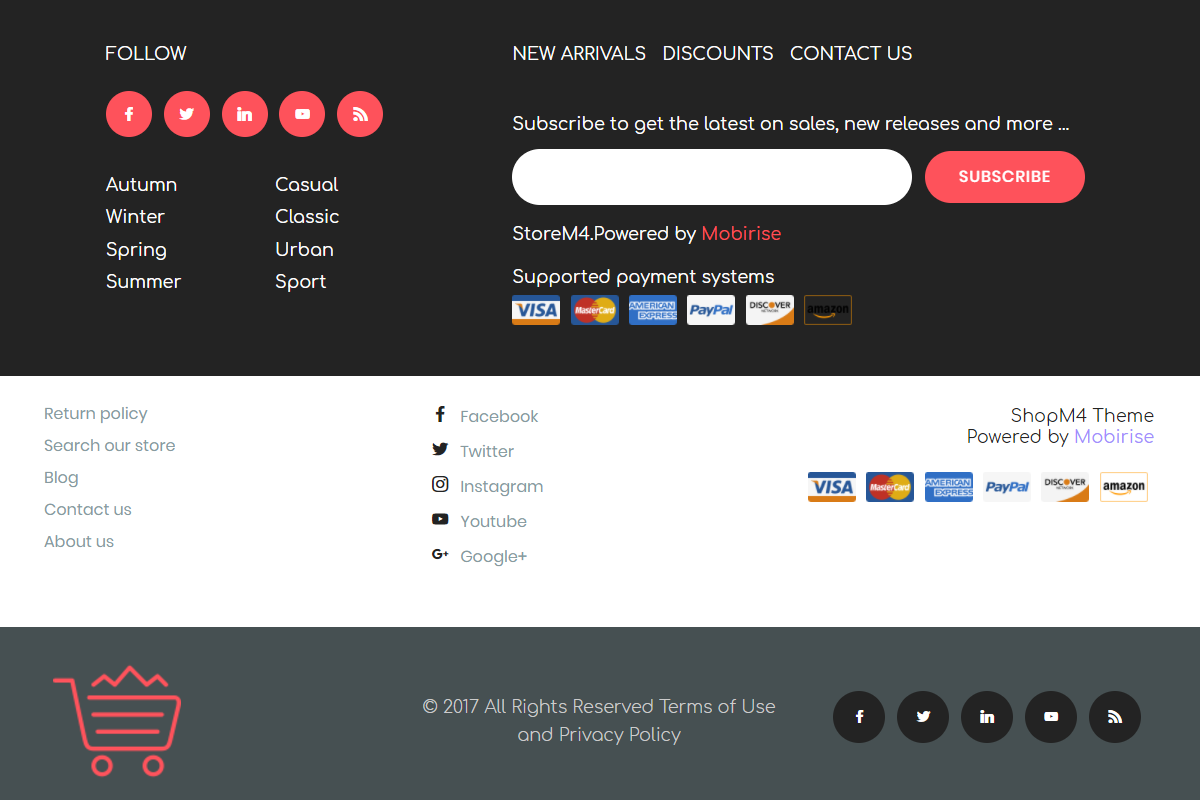 FOLLOW
Autumn
Winter
Spring
Summer
Casual
Classic
Urban
Sport
NEW ARRIVALS DISCOUNTS CONTACT US
Subscribe to get the latest on sales, new releases and more ...
SUBSCRIBE
StoreM4.Powered by Mobirise
Supported payment systems
VISA
MasterCard
AMERICAN EXPRESS
PayPal
DISCOVER NETWORK
amazon
Return policy
Search our store
Blog
Contact us
About us
Facebook
Twitter
Instagram
Youtube
Google+
ShopM4 Theme
Powered by Mobirise
VISA
MasterCard
AMERICAN EXPRESS
PayPal
DISCOVER NETWORK
amazon
© 2017 All Rights Reserved Terms of Use
and Privacy Policy